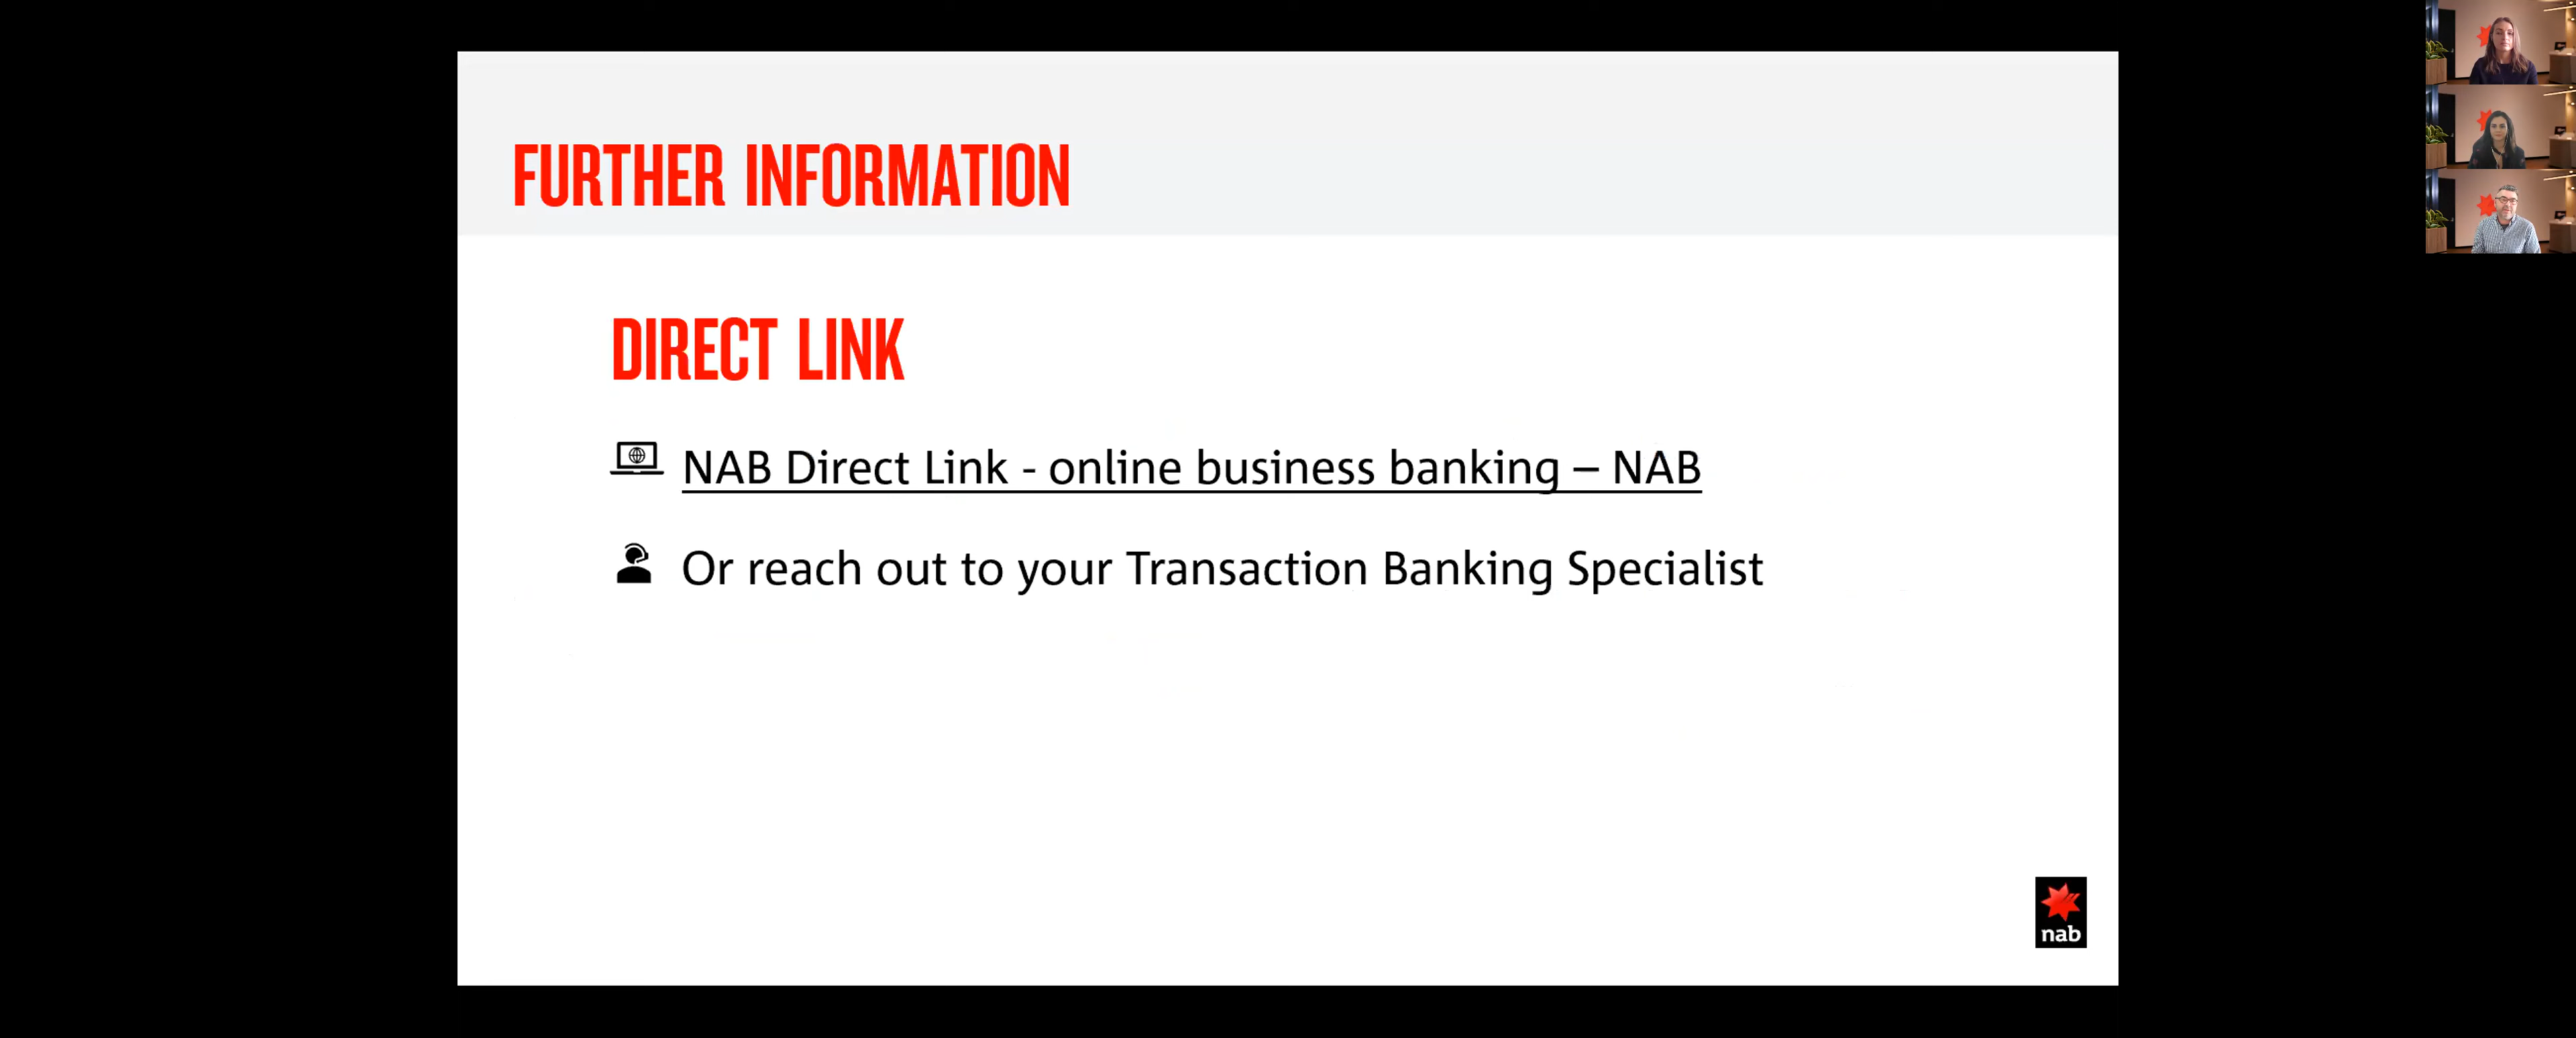 FURTHER INFORMATION
DIRECT LINK
NAB Direct Link - online business banking – NAB
Or reach out to your Transaction Banking Specialist
nab